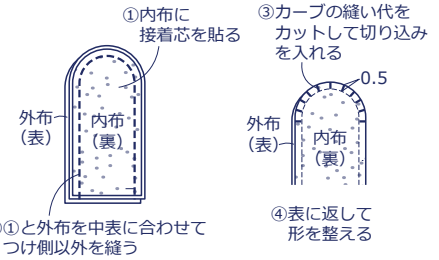 ①内布に
接着芯を貼る
外布
（表）
内布
（裏）
①と外布を中表に合わせて
つけ側以外を縫う
③カーブの縫い代を
カットして切り込み
を入れる
0.5
外布
（表）
内布
（裏）
④表に返して
形を整える